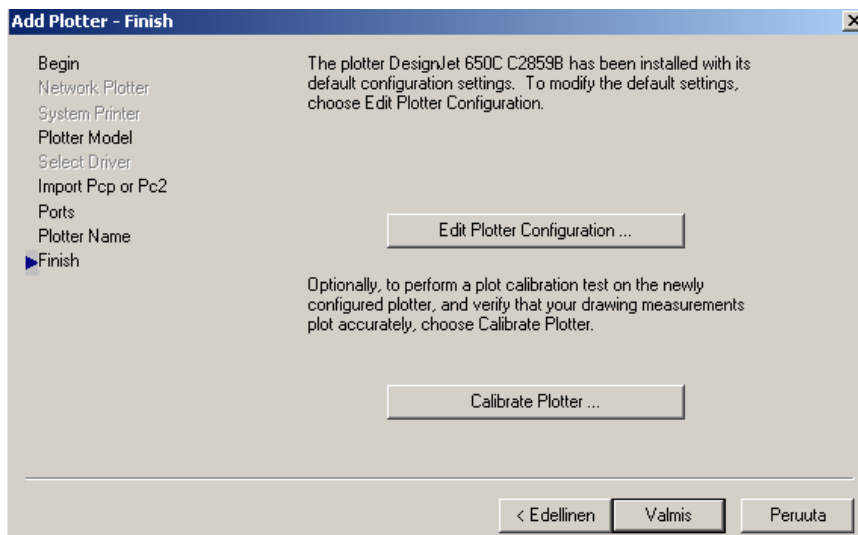 Add Plotter - Finish
Begin
Network Plotter
System Printer
Plotter Model
Select Driver
Import Pcp or Pc2
Ports
Plotter Name
Finish
The plotter DesignJet 650C C2859B has been installed with its
default configuration settings. To modify the default settings,
choose Edit Plotter Configuration.
Edit Plotter Configuration ...
Optionally, to perform a plot calibration test on the newly
configured plotter, and verify that your drawing measurements
plot accurately, choose Calibrate Plotter.
Calibrate Plotter ...
< Edellinen
Valmis
Peruuta